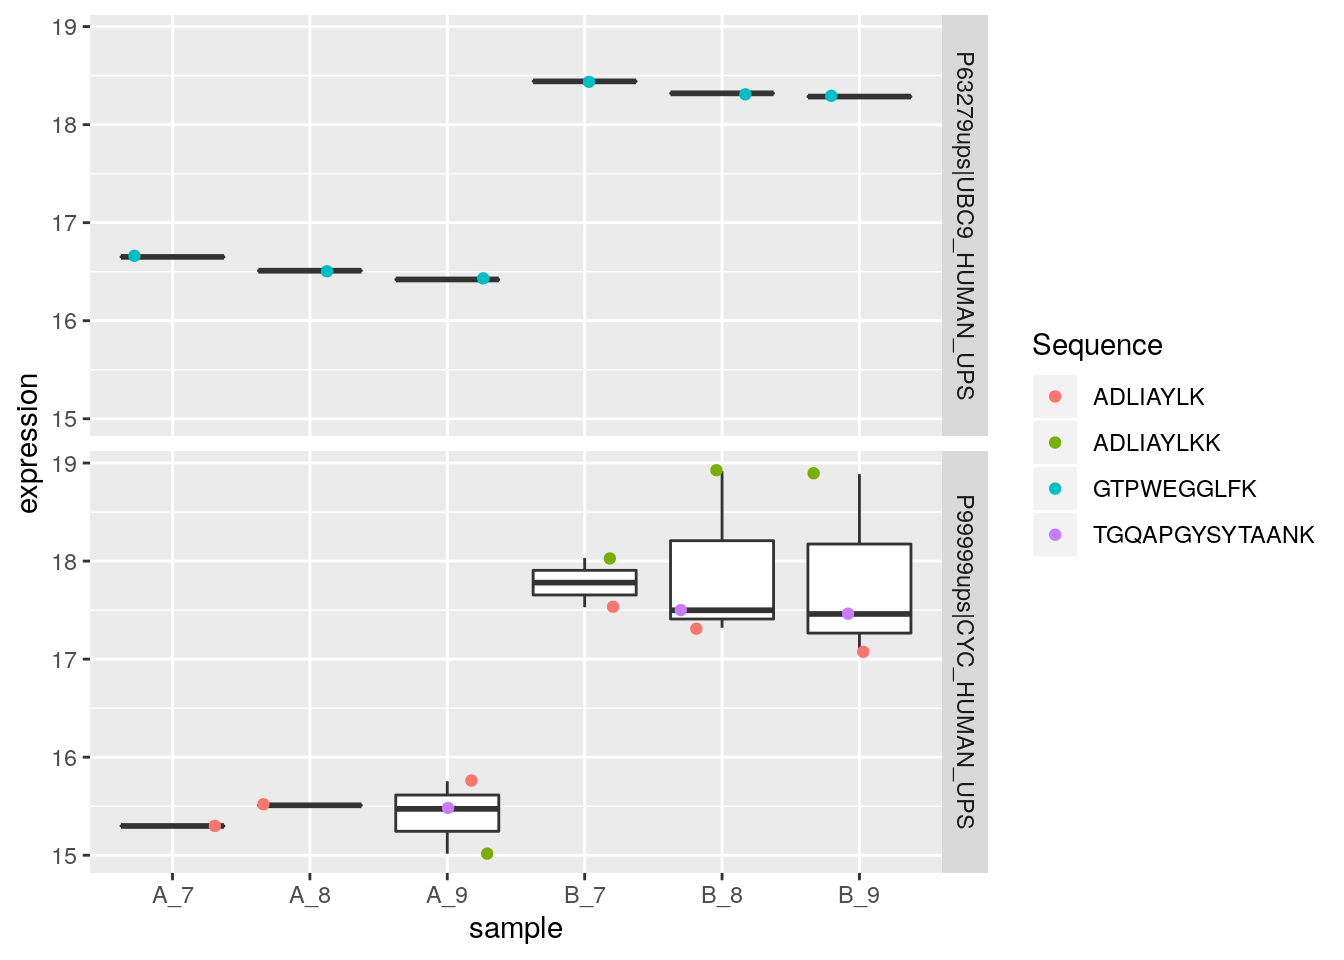 19
18
17
16
15
P63279ups|UBC9_HUMAN_UPS
expression
19
18
17
16
15
P99999ups|CYC_HUMAN_UPS
A_7 A_8 A_9 B_7 B_8 B_9
sample
Sequence
ADLIAYLK
ADLIAYLKK
GTPWEGGLFK
TGQAPGYSYTAANK